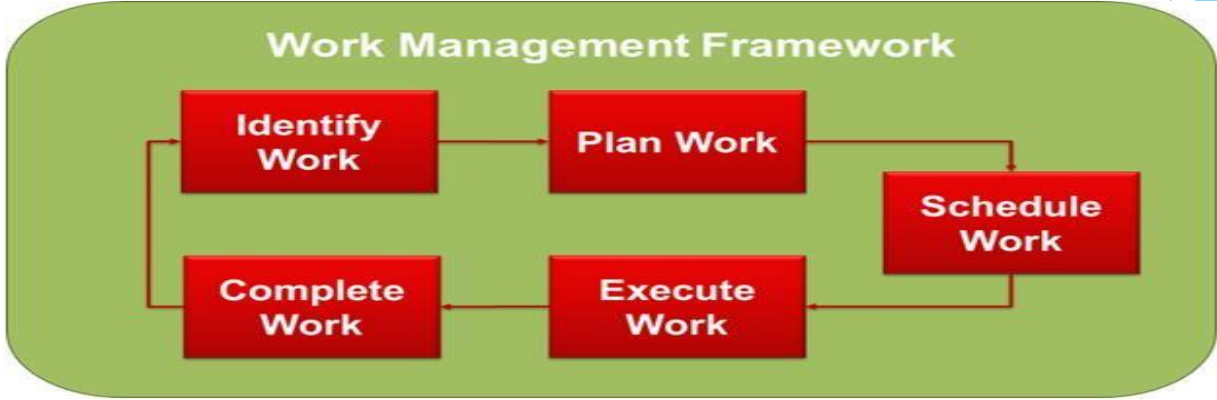 Work Management Framework
Identify
Work
Plan Work
Schedule
Work
Execute
Work
Complete
Work